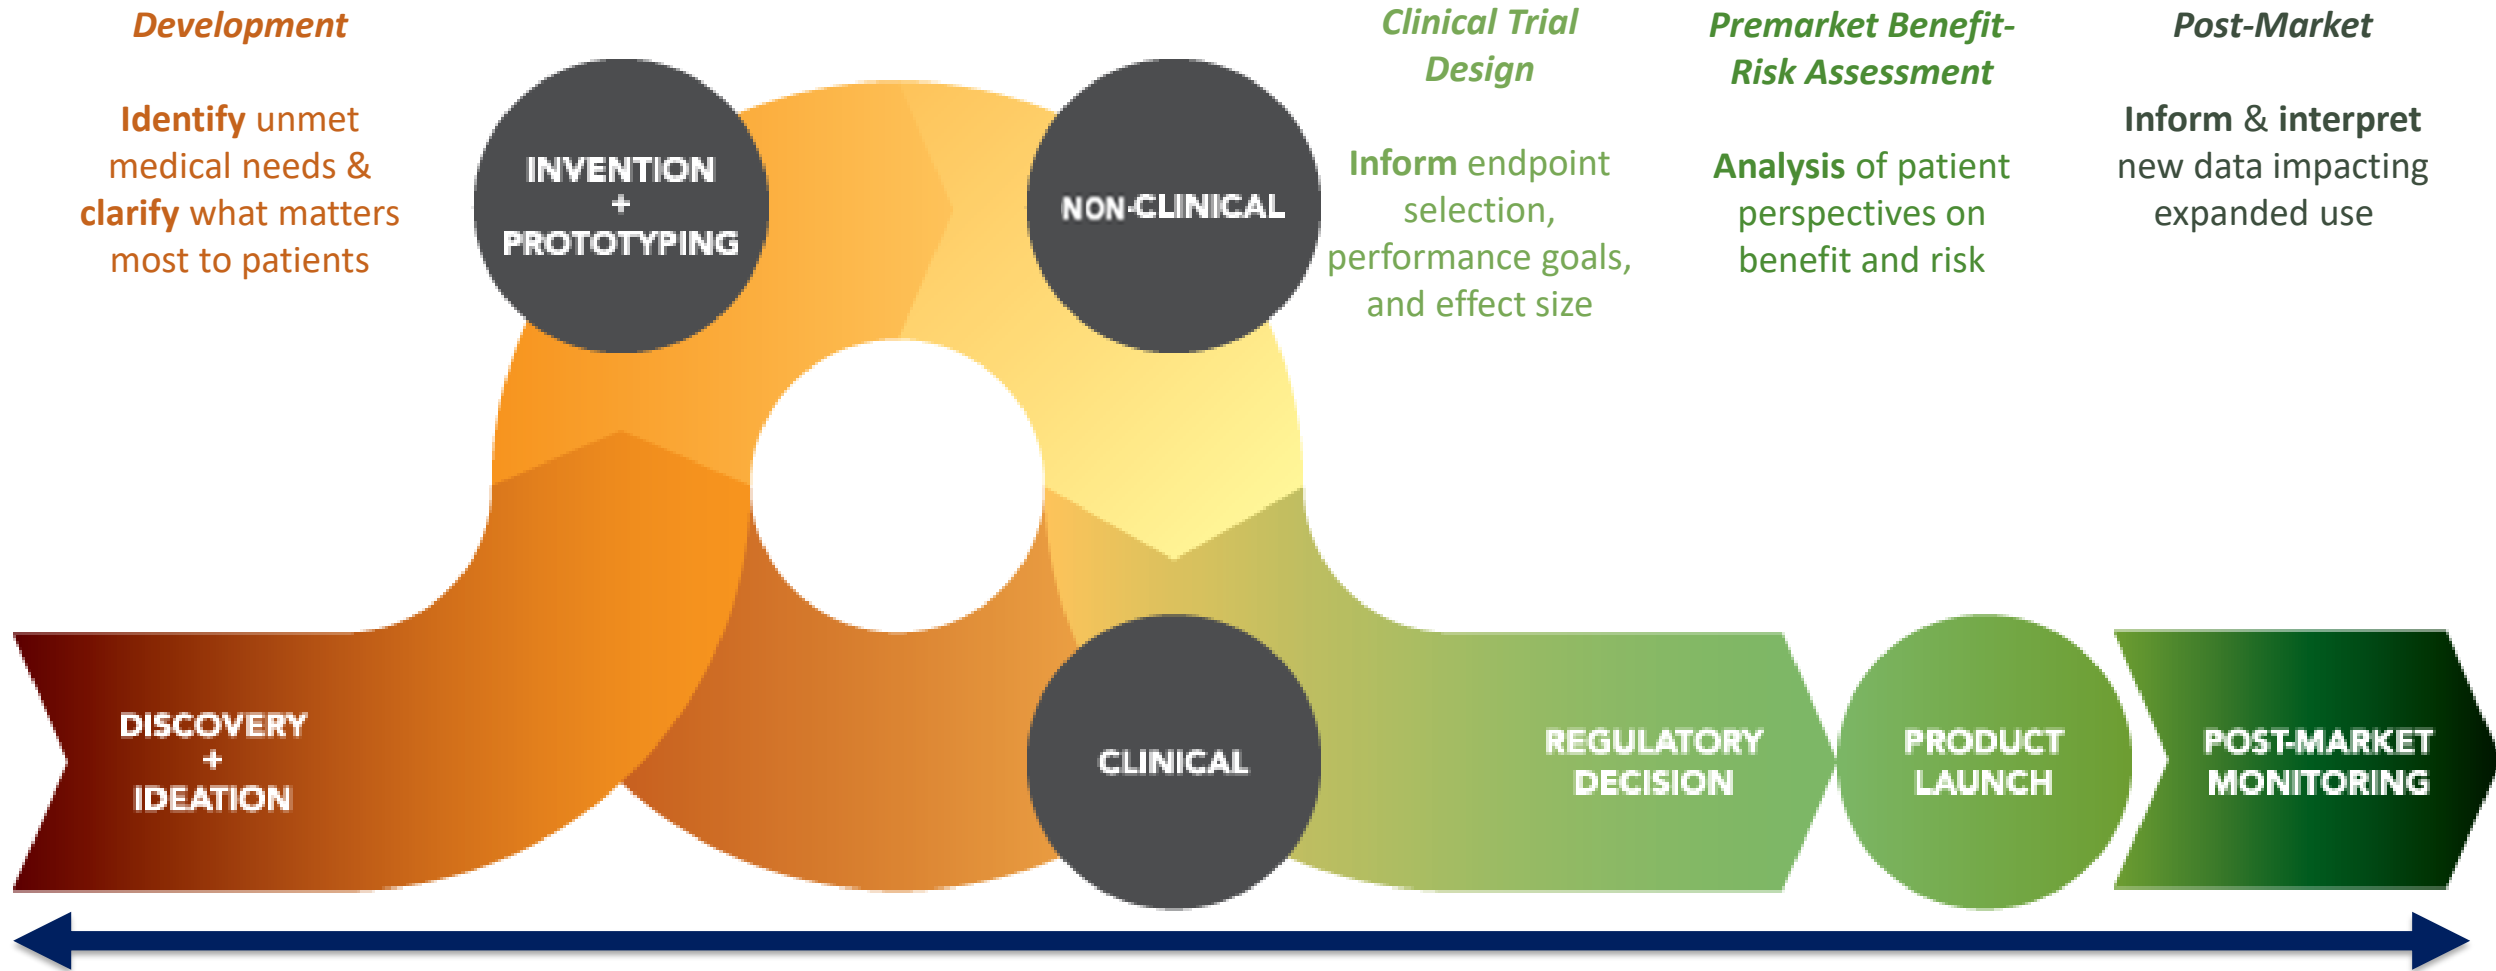 Development
Identify unmet
medical needs &
clarify what matters
most to patients
Clinical Trial
Design
Inform endpoint
selection,
performance goals,
and effect size
Premarket Benefit-
Risk Assessment
Analysis of patient
perspectives on
benefit and risk
Post-Market
Inform & interpret
new data impacting
expanded use
INVENTION
+
PROTOTYPING
NON-CLINICAL
DISCOVERY
+
IDEATION
CLINICAL
REGULATORY
DECISION
PRODUCT
LAUNCH
POST-MARKET
MONITORING